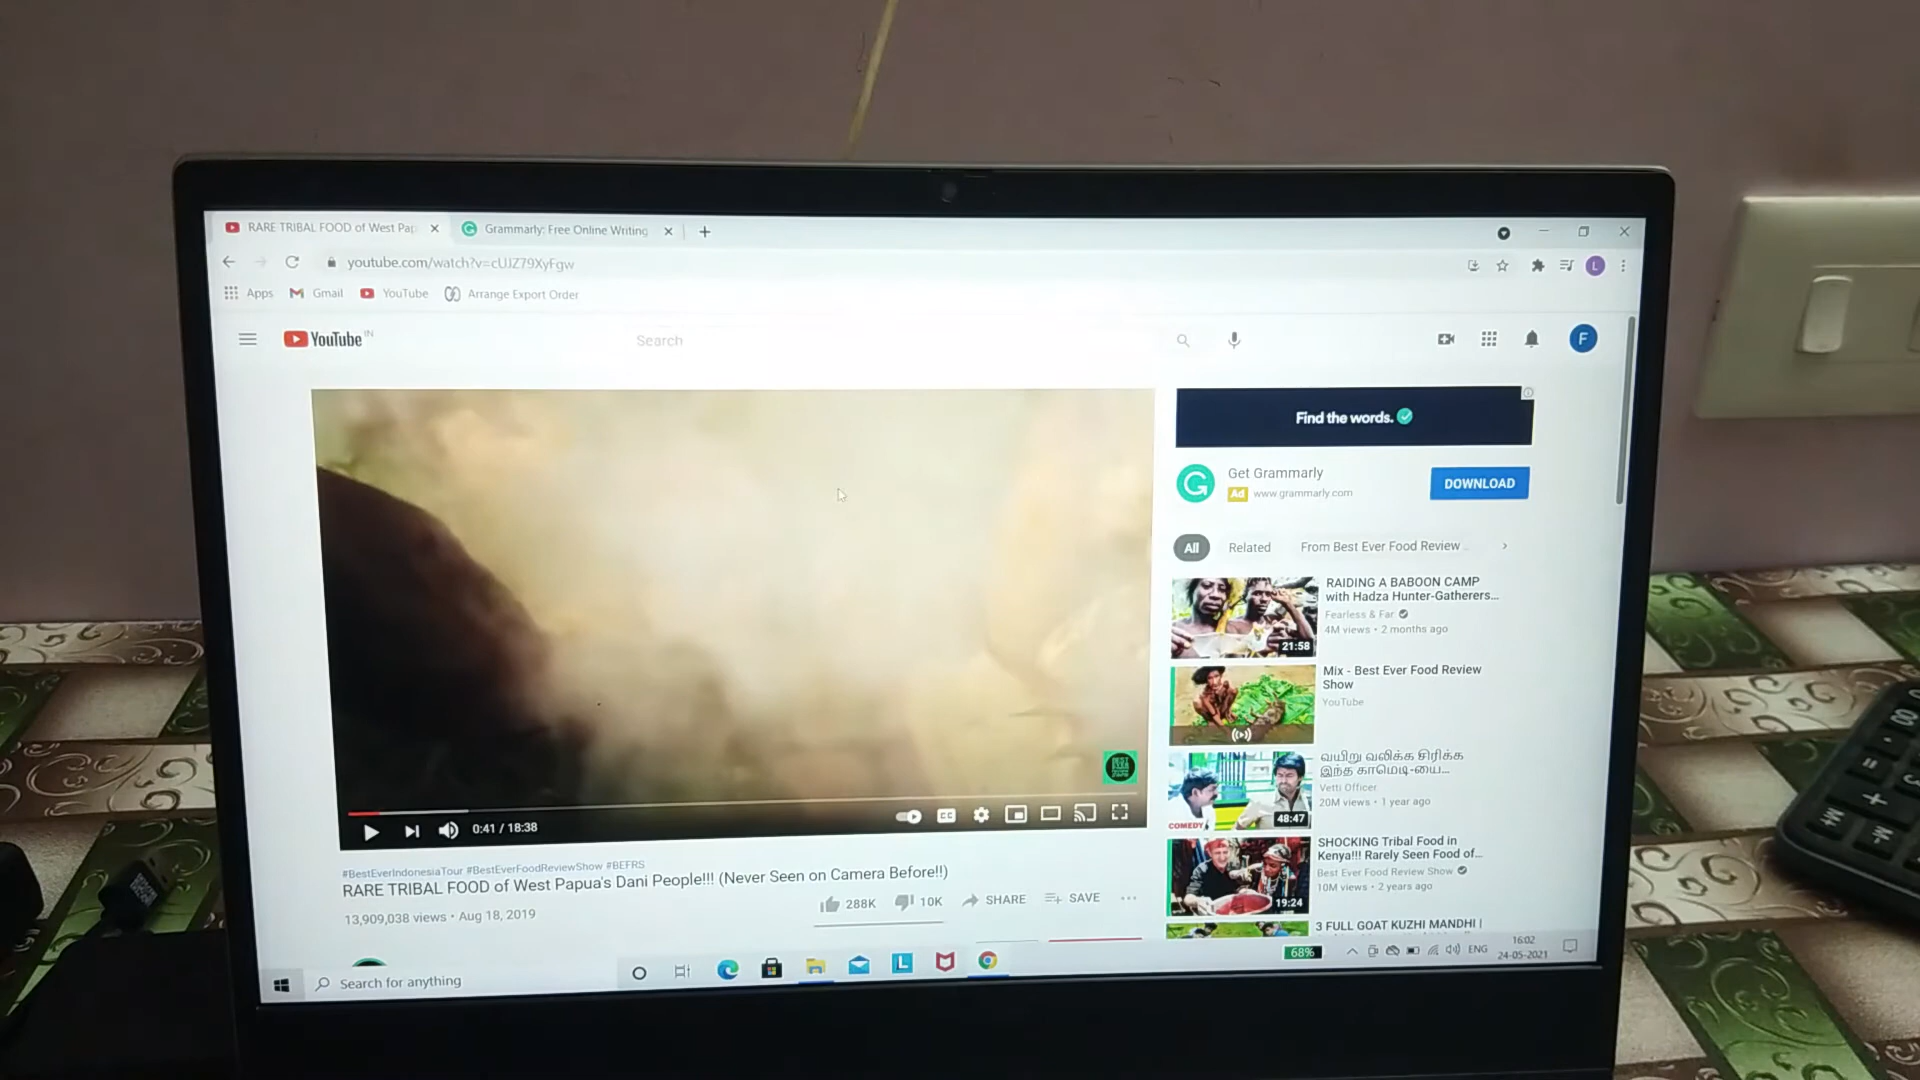 RARE TRIBAL FOOD of West Pap
Grammarly: Free Online Writing
youtube.com/watch?v=cUJZ79XyFgw
L
Apps
Gmail
YouTube
Arrange Export Order
YouTube IN
Search
F
Find the words.
Get Grammarly
Ad www.grammarly.com
DOWNLOAD
All
Related
From Best Ever Food Review
RAIDING A BABOON CAMP
with Hadza Hunter-Gatherers...
Fearless & Far
4M views • 2 months ago
21:58
Mix - Best Ever Food Review
Show
YouTube
வயிறு வலிக்க சிரிக்க
இந்த காமெடி-யை...
Vetti Officer
20M views • 1 year ago
COMEDY
48:47
SHOCKING Tribal Food in
Kenya!!! Rarely Seen Food of...
Best Ever Food Review Show
10M views • 2 years ago
19:24
3 FULL GOAT KUZHI MANDHI |
BEST EVER
CC
0:41 / 18:38
#BestEverIndonesiaTour #BestEverFoodReviewShow #BEFRS
RARE TRIBAL FOOD of West Papua's Dani People!!! (Never Seen on Camera Before!!)
13,909,038 views • Aug 18, 2019
288K
10K
SHARE
SAVE
Search for anything
L
68%
ENG
16:02
24-05-2021
00
=
+
M+
M-